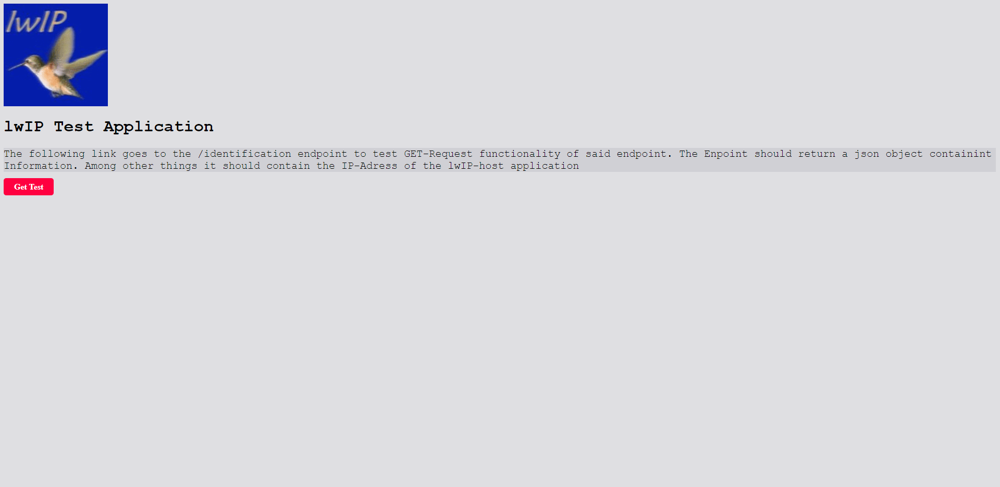 lwIP
lwIP Test Application
The following link goes to the /identification endpoint to test GET-Request functionality of said endpoint. The Enpoint should return a json object containint
Information. Among other things it should contain the IP-Adress of the lwIP-host application
Get Test